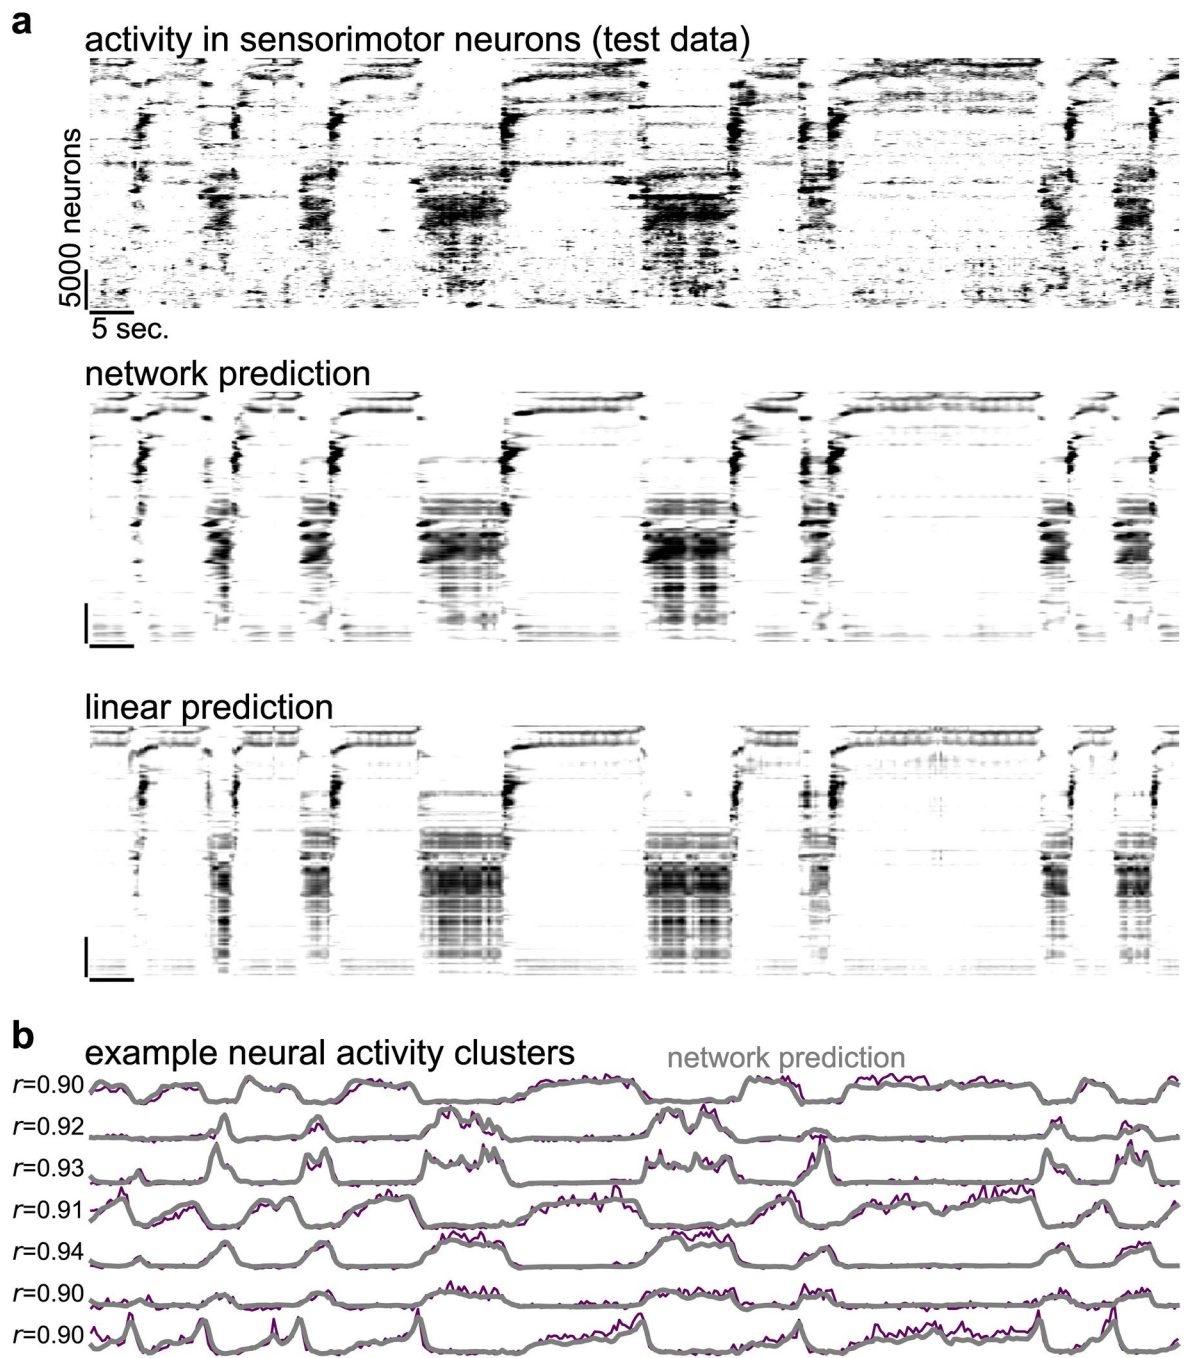 a
activity in sensorimotor neurons (test data)
5000 neurons
5 sec.
network prediction
linear prediction
b
example neural activity clusters
network prediction
r=0.90
r=0.92
r=0.93
r=0.91
r=0.94
r=0.90
r=0.90